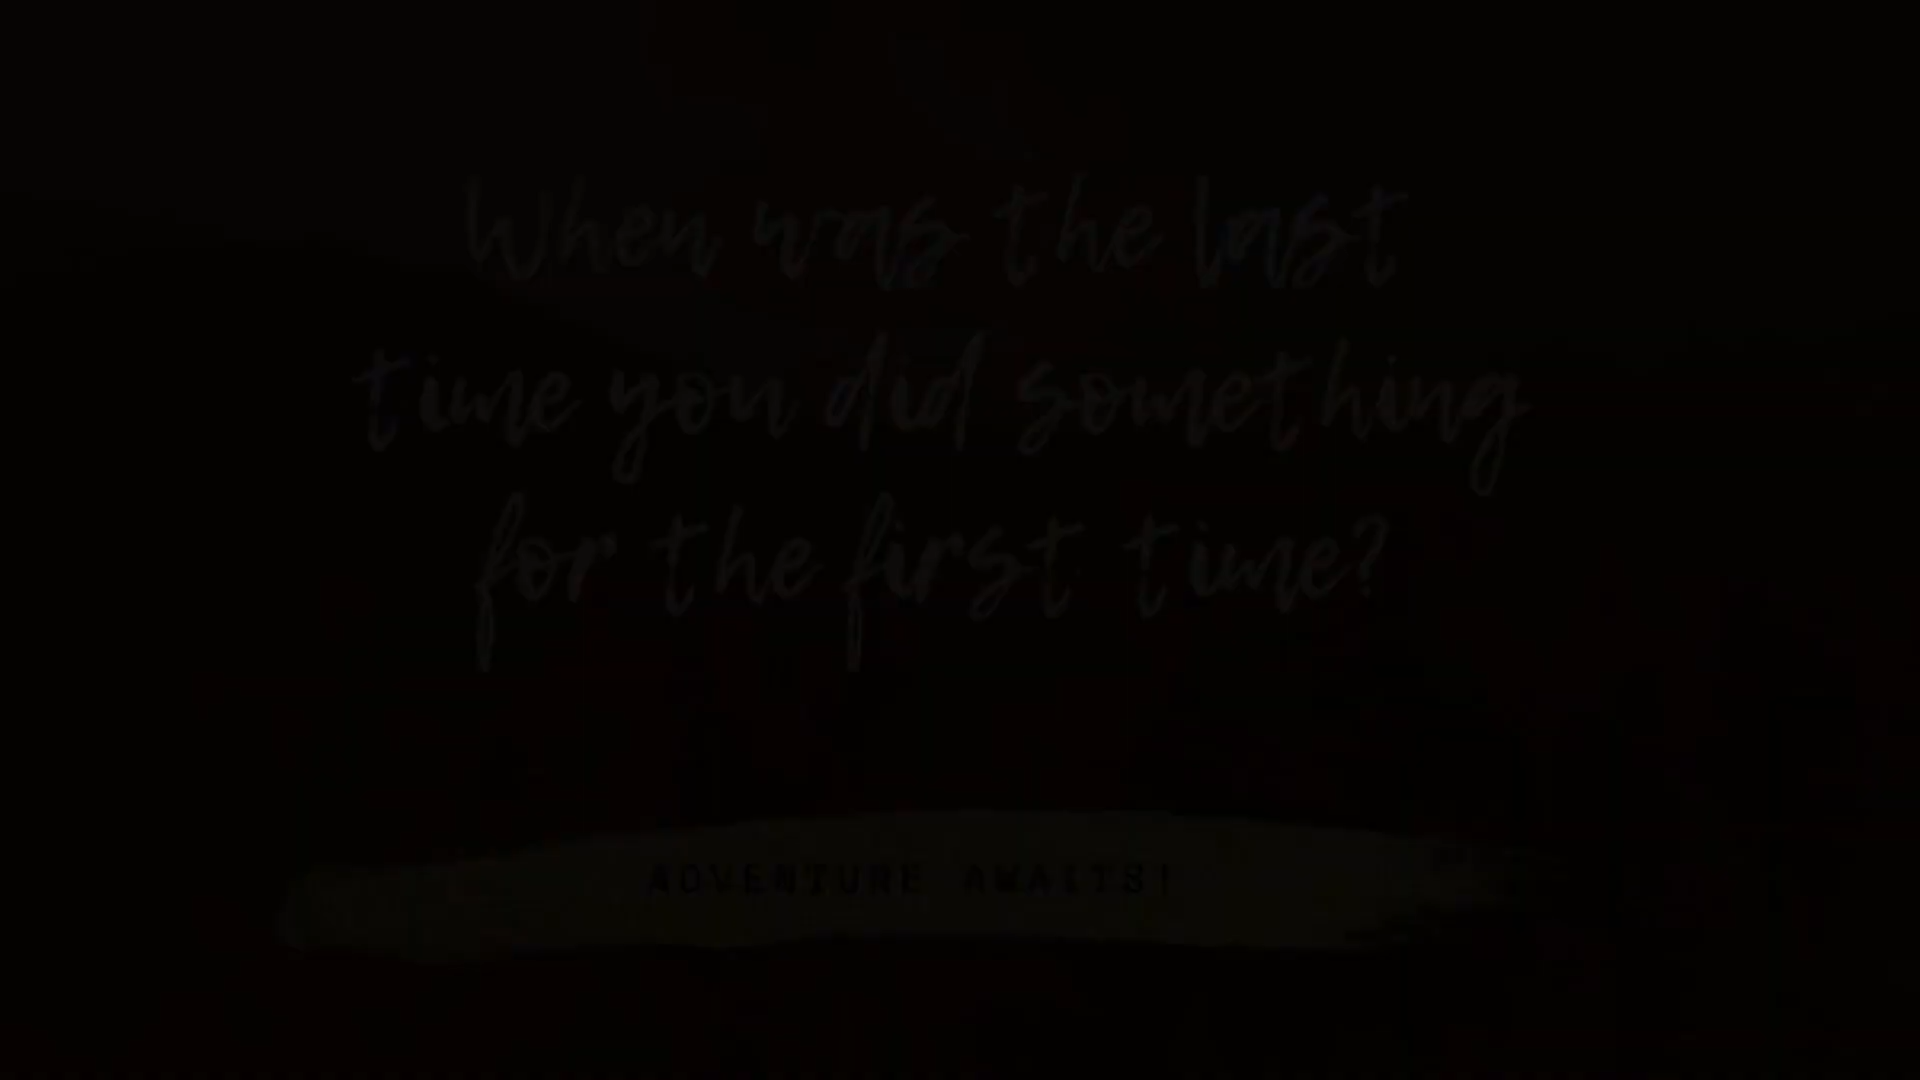 When was the last
time you did something
for the first time?
ADVENTURE AWAITS!